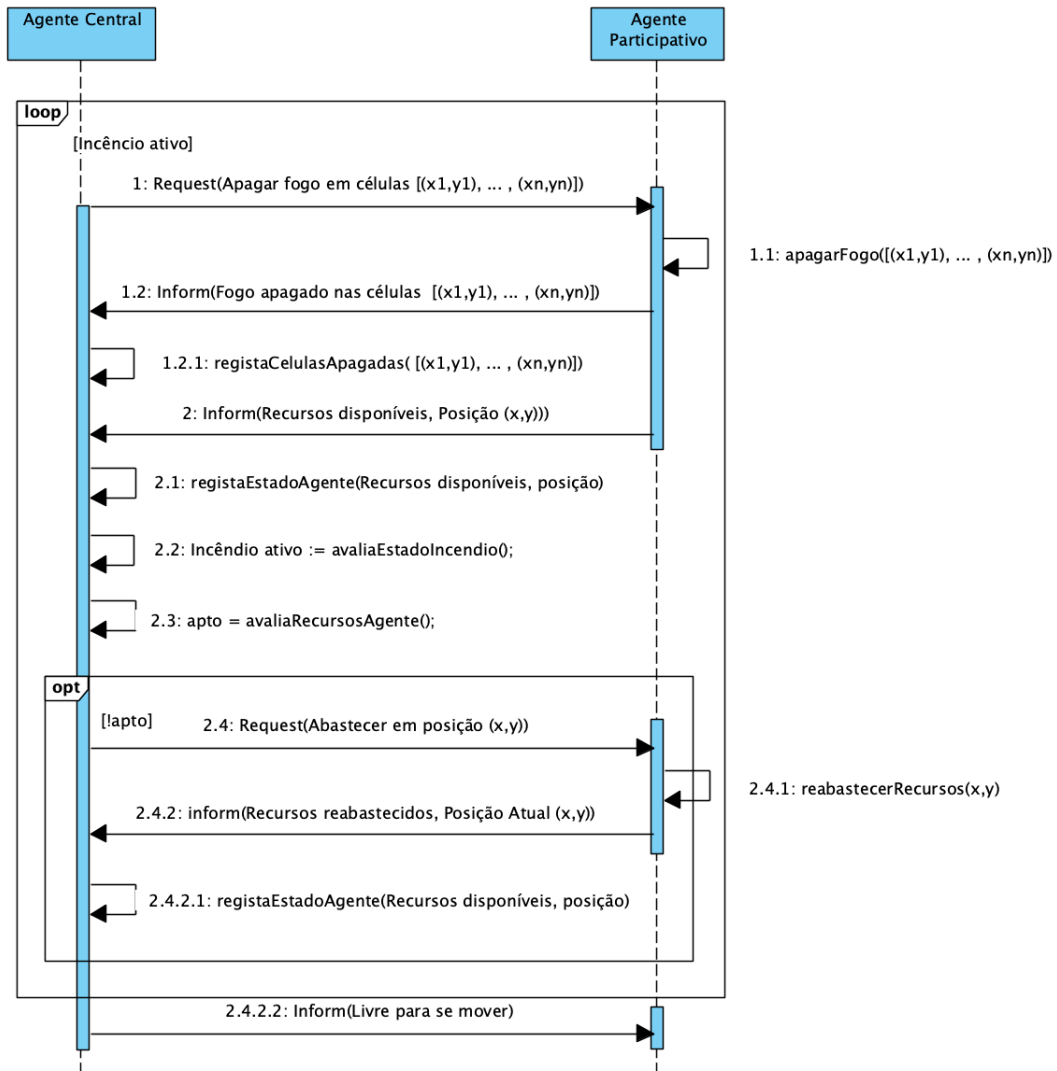 Agente Central
Agente
Participativo
loop
[Incêncio ativo]
1: Request(Apagar fogo em células [(x1,y1), ... , (xn,yn)])
1.1: apagarFogo([(x1,y1), ... , (xn,yn)])
1.2: Inform(Fogo apagado nas células [(x1,y1), ... , (xn,yn)])
1.2.1: registaCelulasApagadas( [(x1,y1), ... , (xn,yn)])
2: Inform(Recursos disponíveis, Posição (x,y)))
2.1: registaEstadoAgente(Recursos disponíveis, posição)
2.2: Incêndio ativo := avaliaEstadoIncendio();
2.3: apto = avaliaRecursosAgente();
opt
[!apto]
2.4: Request(Abastecer em posição (x,y))
2.4.1: reabastecerRecursos(x,y)
2.4.2: inform(Recursos reabastecidos, Posição Atual (x,y))
2.4.2.1: registaEstadoAgente(Recursos disponíveis, posição)
2.4.2.2: Inform(Livre para se mover)